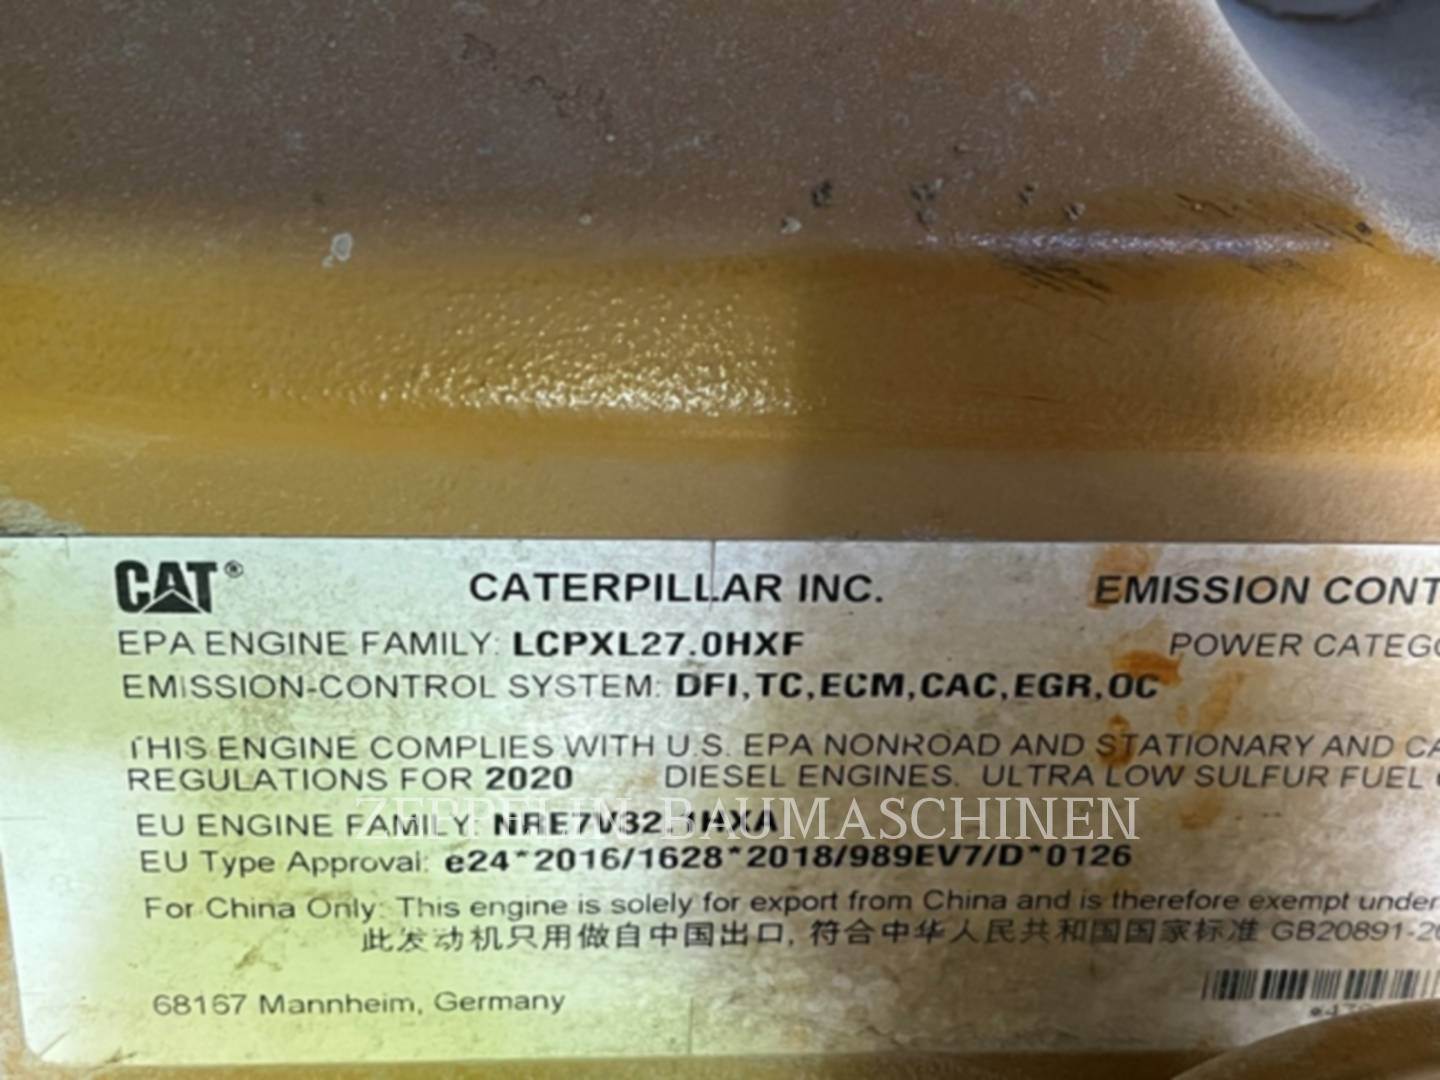 CAT® CATERPILLAR INC. EMISSION CONT
EPA ENGINE FAMILY: LCPXL27.0HXF POWER CATEGO
EMISSION-CONTROL SYSTEM: DFI,TC,ECM,CAC,EGR,OC
THIS ENGINE COMPLIES WITH U.S. EPA NONROAD AND STATIONARY AND CA
REGULATIONS FOR 2020 DIESEL ENGINES. ULTRA LOW SULFUR FUEL
ZEPPELIN BAUMASCHINEN
EU ENGINE FAMILY: NRE7V32.1HXA
EU Type Approval: e24*2016/1628*2018/989EV7/D*0126
For China Only: This engine is solely for export from China and is therefore exempt under
此发动机只用做自中国出口, 符合中华人民共和国国家标准 GB20891-20
68167 Mannheim, Germany